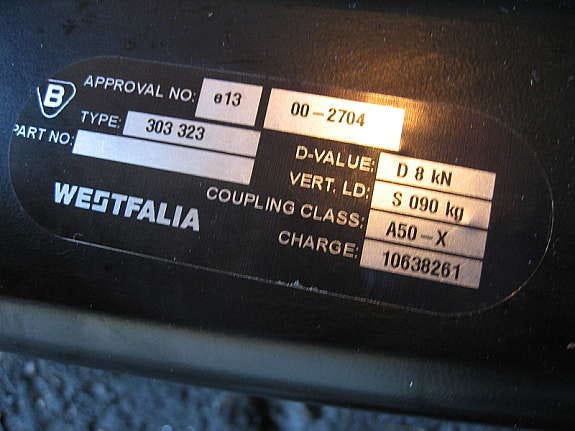 B
APPROVAL NO: e13 00-2704
TYPE: 303 323
PART NO:
D-VALUE: D 8 kN
VERT. LD: S 090 kg
COUPLING CLASS: A50-X
CHARGE: 10638261
WESTFALIA